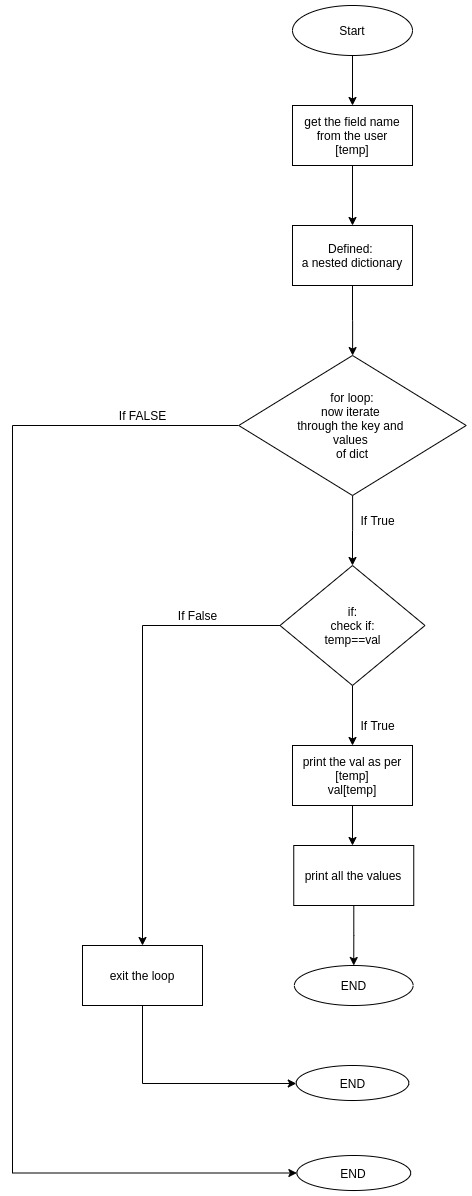 Start
get the field name
from the user
[temp]
Defined:
a nested dictionary
for loop:
now iterate
through the key and
values
of dict
If FALSE
If True
if:
check if:
temp==val
If False
If True
print the val as per
[temp]
val[temp]
print all the values
exit the loop
END
END
END